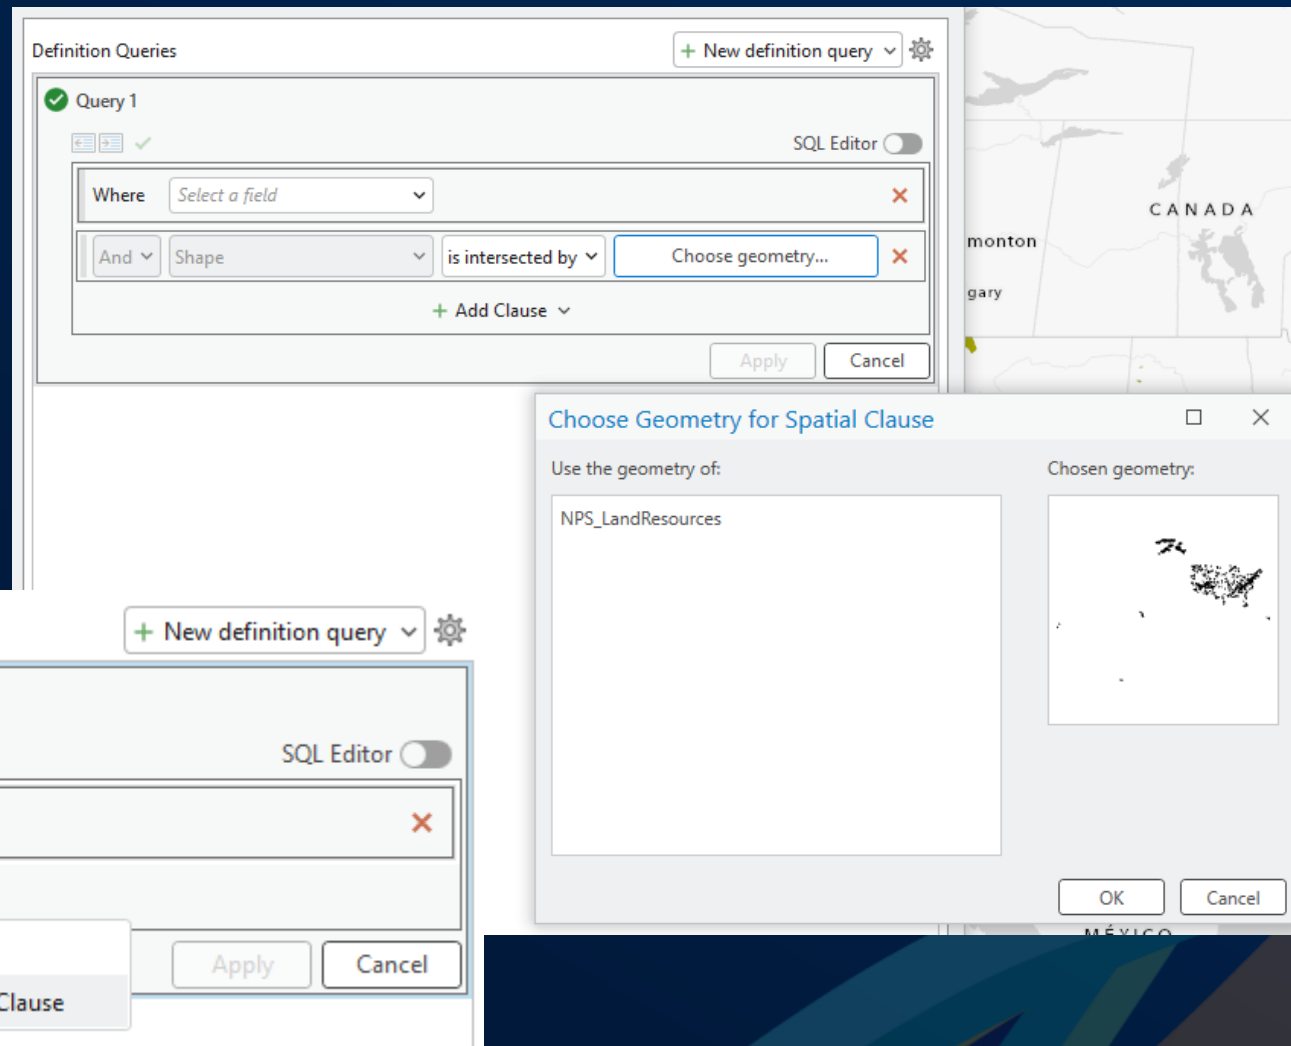 Definition Queries
+ New definition query
Query 1
SQL Editor
Where Select a field
And Shape is intersected by Choose geometry...
+ Add Clause
Apply Cancel
CANADA
monton
gary
Choose Geometry for Spatial Clause
Use the geometry of:
Chosen geometry:
NPS_LandResources
OK Cancel
MÉXICO
+ New definition query
SQL Editor
Apply Cancel
Clause